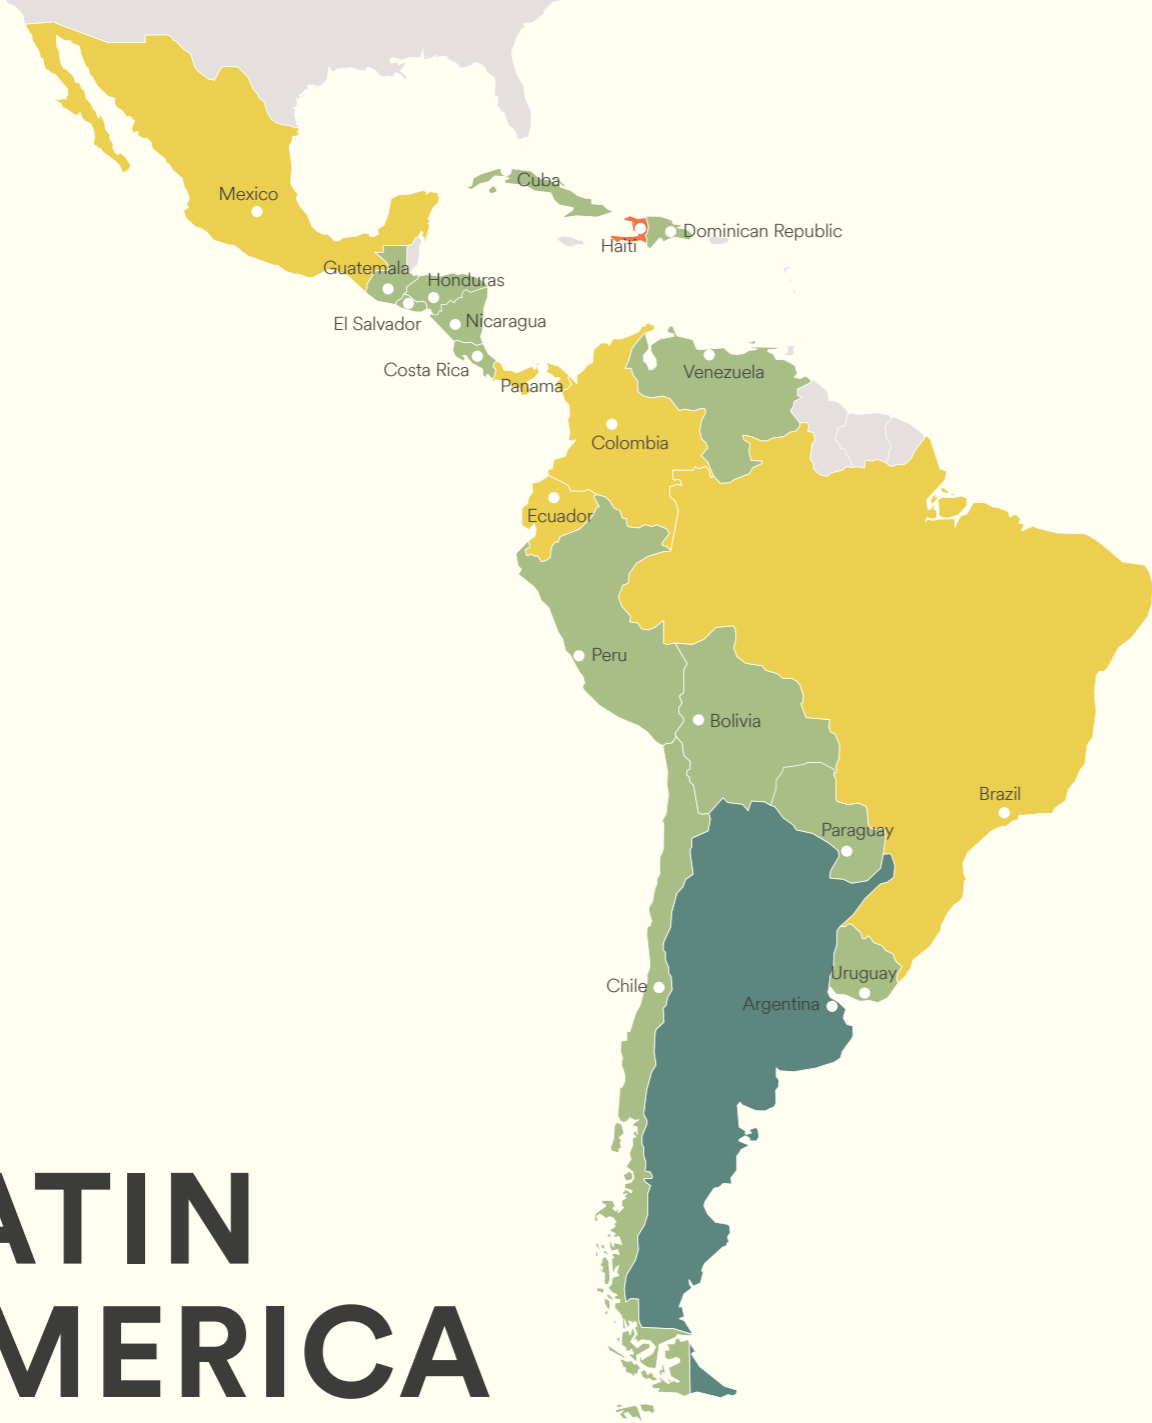 Mexico
Cuba
Haiti
Dominican Republic
Guatemala
Honduras
El Salvador
Nicaragua
Costa Rica
Panama
Venezuela
Colombia
Ecuador
Peru
Bolivia
Brazil
Paraguay
Uruguay
Chile
Argentina
ATIN
MERICA